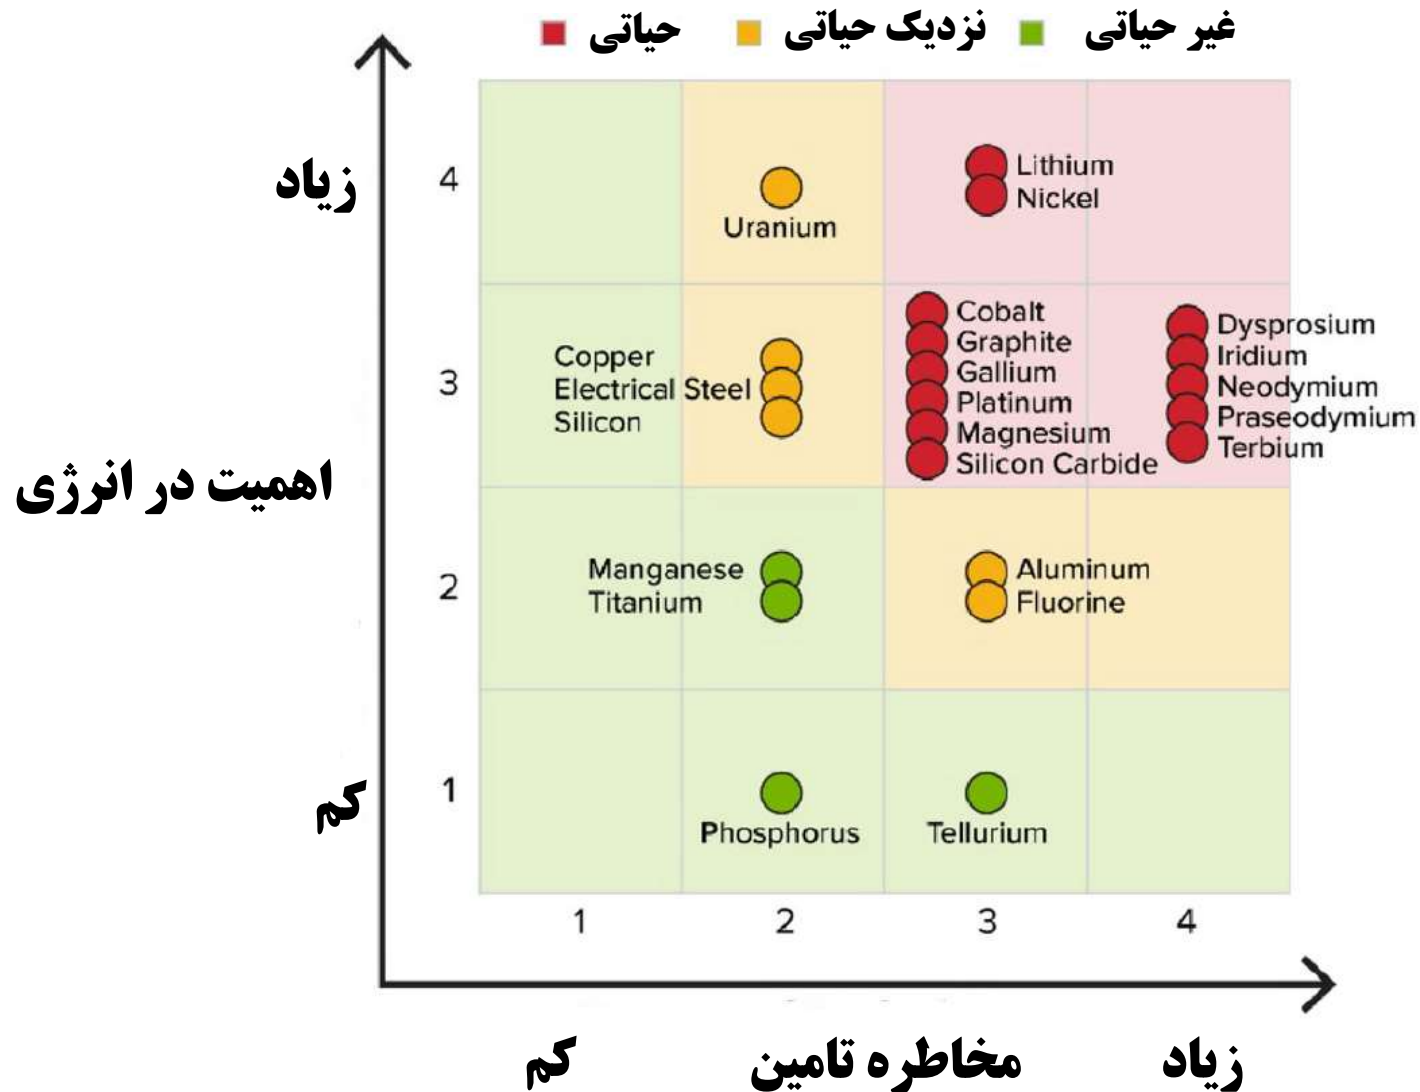 حیاتی
نزدیک حیاتی
غیر حیاتی
زیاد
4
Uranium
Lithium
Nickel
اهمیت در انرژی
3
Copper
Electrical Steel
Silicon
Cobalt
Graphite
Gallium
Platinum
Magnesium
Silicon Carbide
Dysprosium
Iridium
Neodymium
Praseodymium
Terbium
2
Manganese
Titanium
Aluminum
Fluorine
کم
1
Phosphorus
Tellurium
1
2
3
4
کم
مخاطره تامین
زیاد